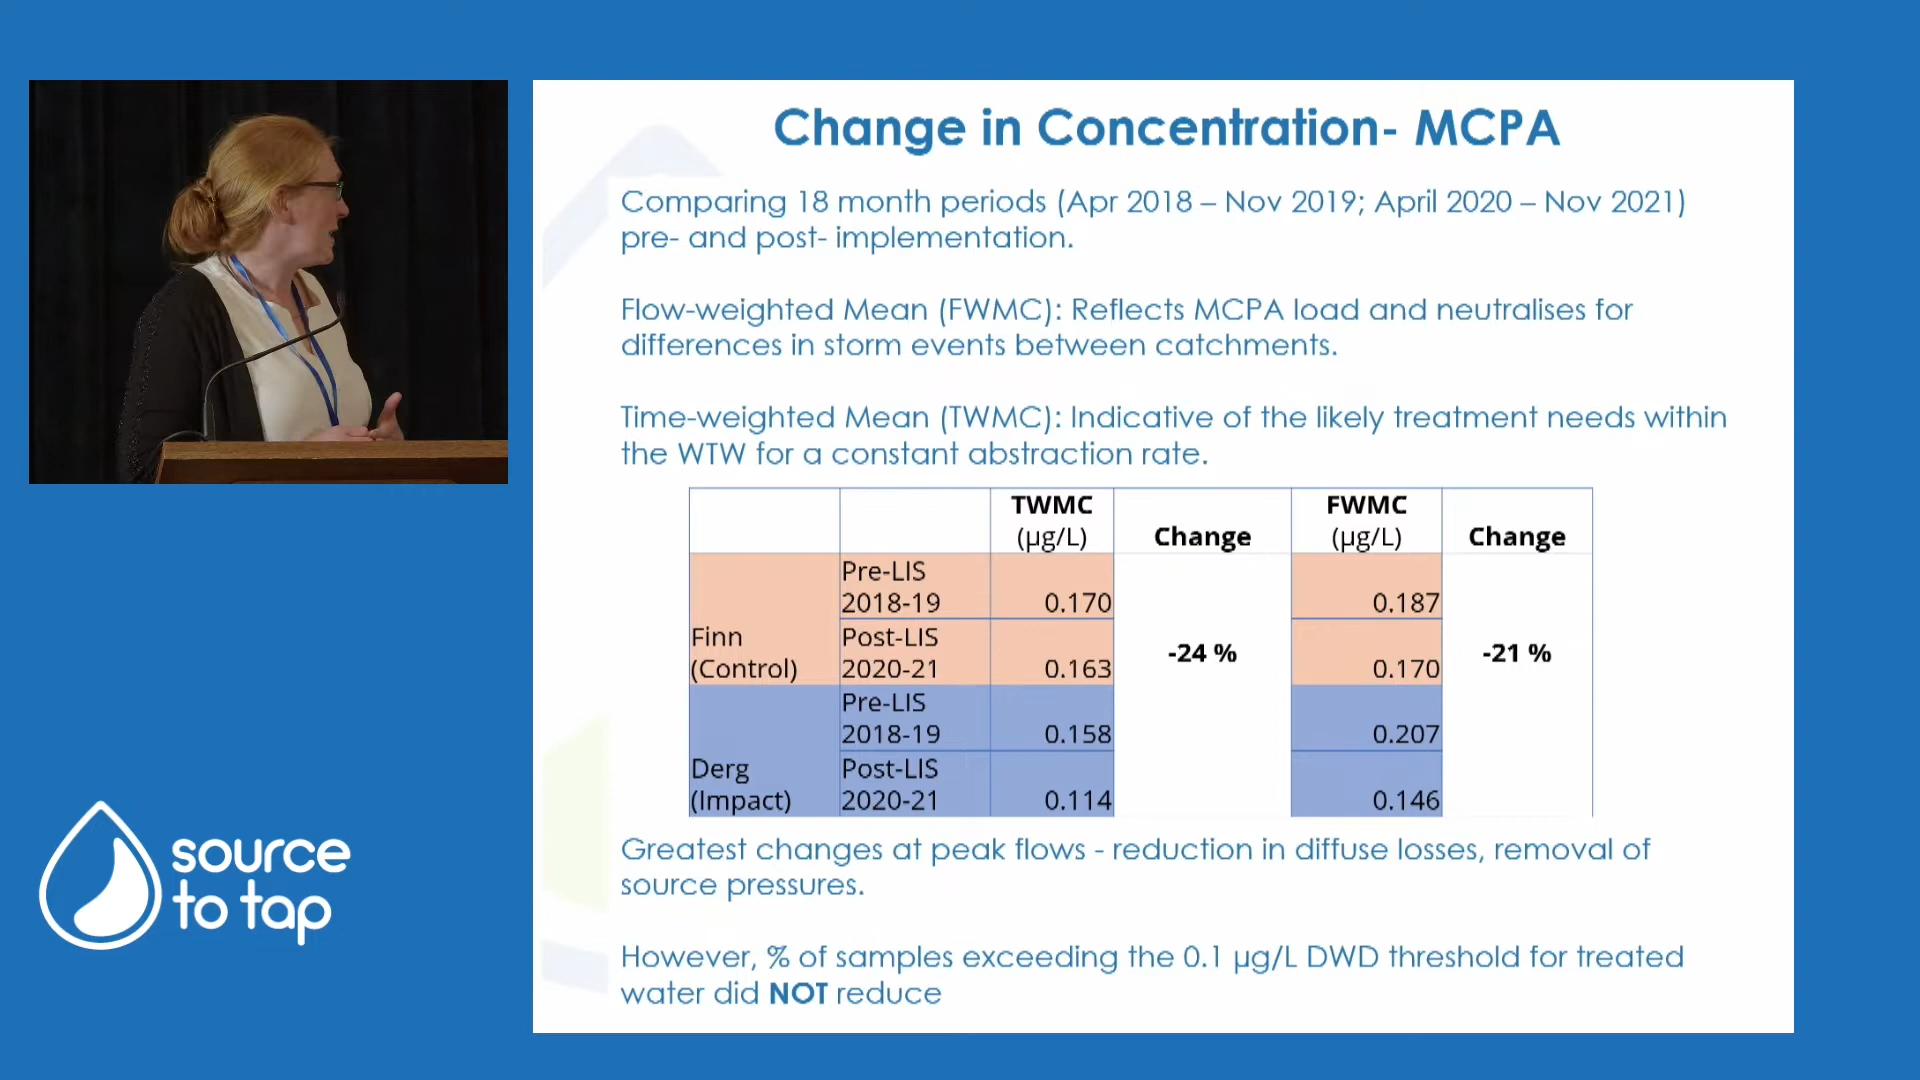 Change in Concentration- MCPA
Comparing 18 month periods (Apr 2018 – Nov 2019; April 2020 – Nov 2021)
pre- and post- implementation.
Flow-weighted Mean (FWMC): Reflects MCPA load and neutralises for
differences in storm events between catchments.
Time-weighted Mean (TWMC): Indicative of the likely treatment needs within
the WTW for a constant abstraction rate.
TWMC
(µg/L)
Change
FWMC
(µg/L)
Change
Finn
(Control)
Pre-LIS
2018-19
0.170
0.187
Post-LIS
2020-21
0.163
-24 %
0.170
-21 %
Derg
(Impact)
Pre-LIS
2018-19
0.158
0.207
Post-LIS
2020-21
0.114
0.146
Greatest changes at peak flows - reduction in diffuse losses, removal of
source pressures.
However, % of samples exceeding the 0.1 µg/L DWD threshold for treated
water did NOT reduce
source
to tap